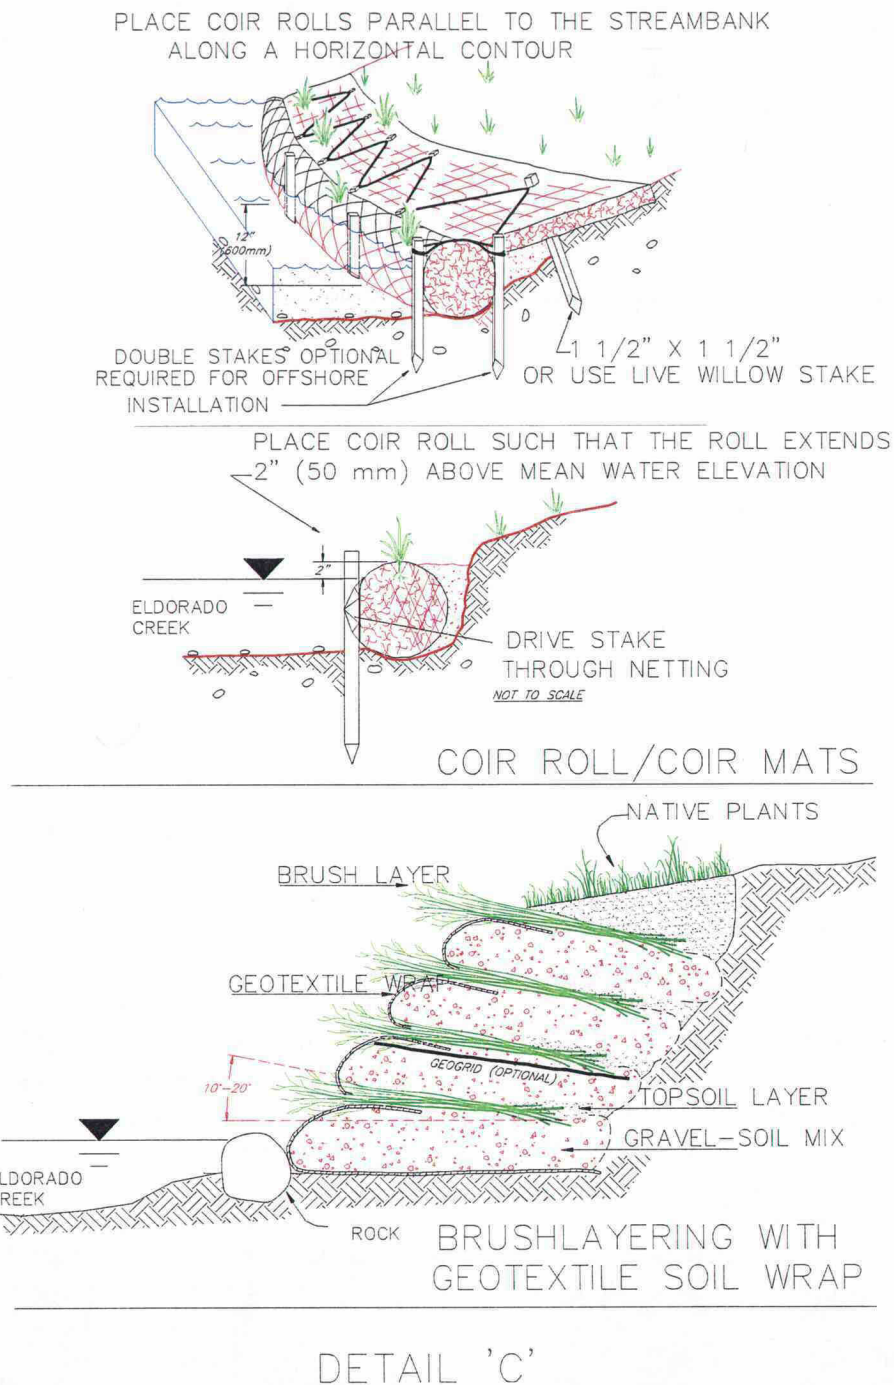 PLACE COIR ROLLS PARALLEL TO THE STREAMBANK
ALONG A HORIZONTAL CONTOUR
12"
(600mm)
DOUBLE STAKES OPTIONAL
REQUIRED FOR OFFSHORE
INSTALLATION
1 1/2" X 1 1/2"
OR USE LIVE WILLOW STAKE
PLACE COIR ROLL SUCH THAT THE ROLL EXTENDS
2" (50 mm) ABOVE MEAN WATER ELEVATION
2"
ELDORADO
CREEK
DRIVE STAKE
THROUGH NETTING
NOT TO SCALE
COIR ROLL/COIR MATS
NATIVE PLANTS
BRUSH LAYER
GEOTEXTILE WRAP
GEOGRID (OPTIONAL)
10°-20°
TOPSOIL LAYER
GRAVEL-SOIL MIX
LDORADO
REEK
ROCK
BRUSHLAYERING WITH
GEOTEXTILE SOIL WRAP
DETAIL 'C'